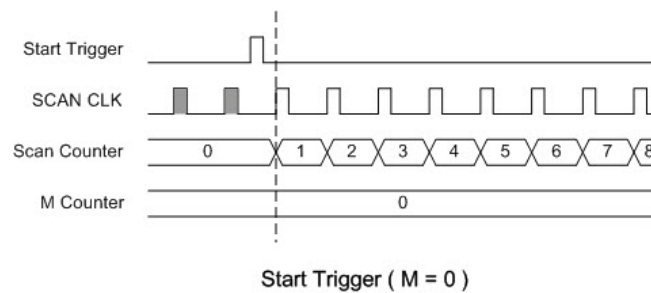 Start Trigger
SCAN CLK
Scan Counter 0 1 2 3 4 5 6 7 8
M Counter 0
Start Trigger ( M = 0 )